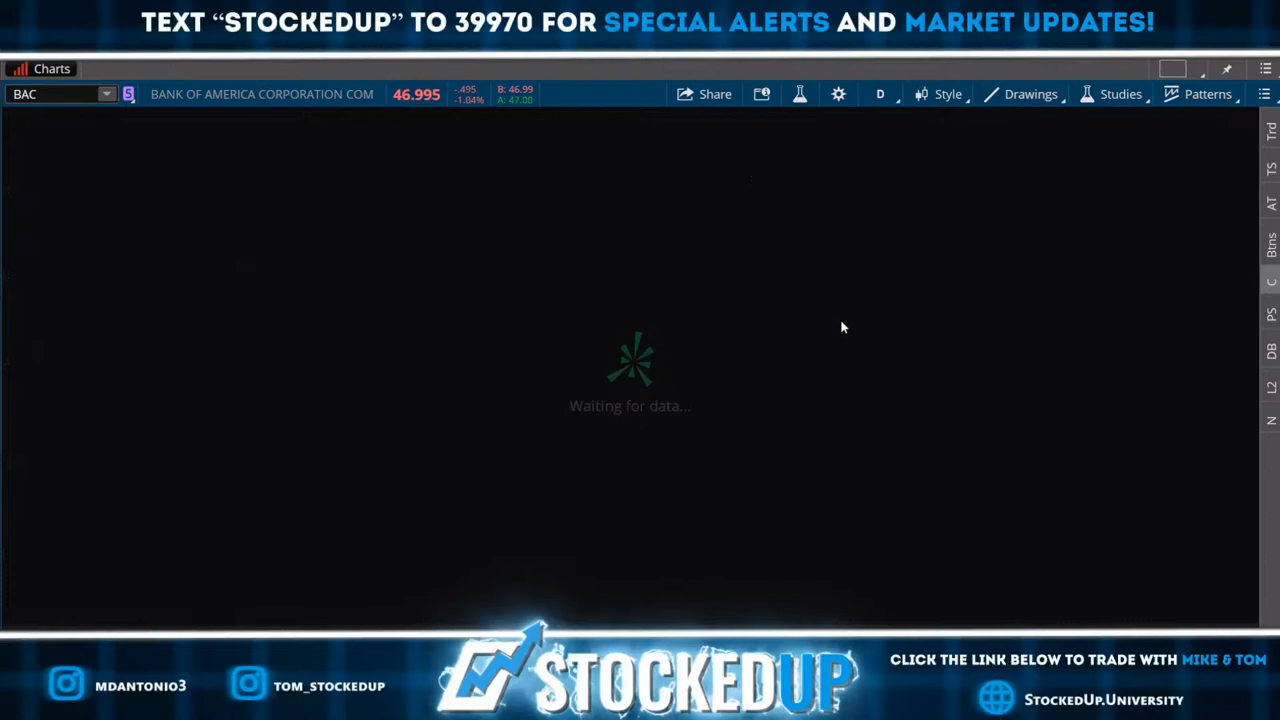 TEXT “STOCKEDUP” TO 39970 FOR SPECIAL ALERTS AND MARKET UPDATES!
Charts
BAC
5
BANK OF AMERICA CORPORATION COM
46.995
-.495
-1.04%
B: 46.99
A: 47.00
Share
D
Style
Drawings
Studies
Patterns
Trd
TS
AT
Btns
C
PS
DB
L2
N
Waiting for data...
MDANTONIO3
TOM_STOCKEDUP
STOCKEDUP
CLICK THE LINK BELOW TO TRADE WITH MIKE & TOM
STOCKEDUP.UNIVERSITY